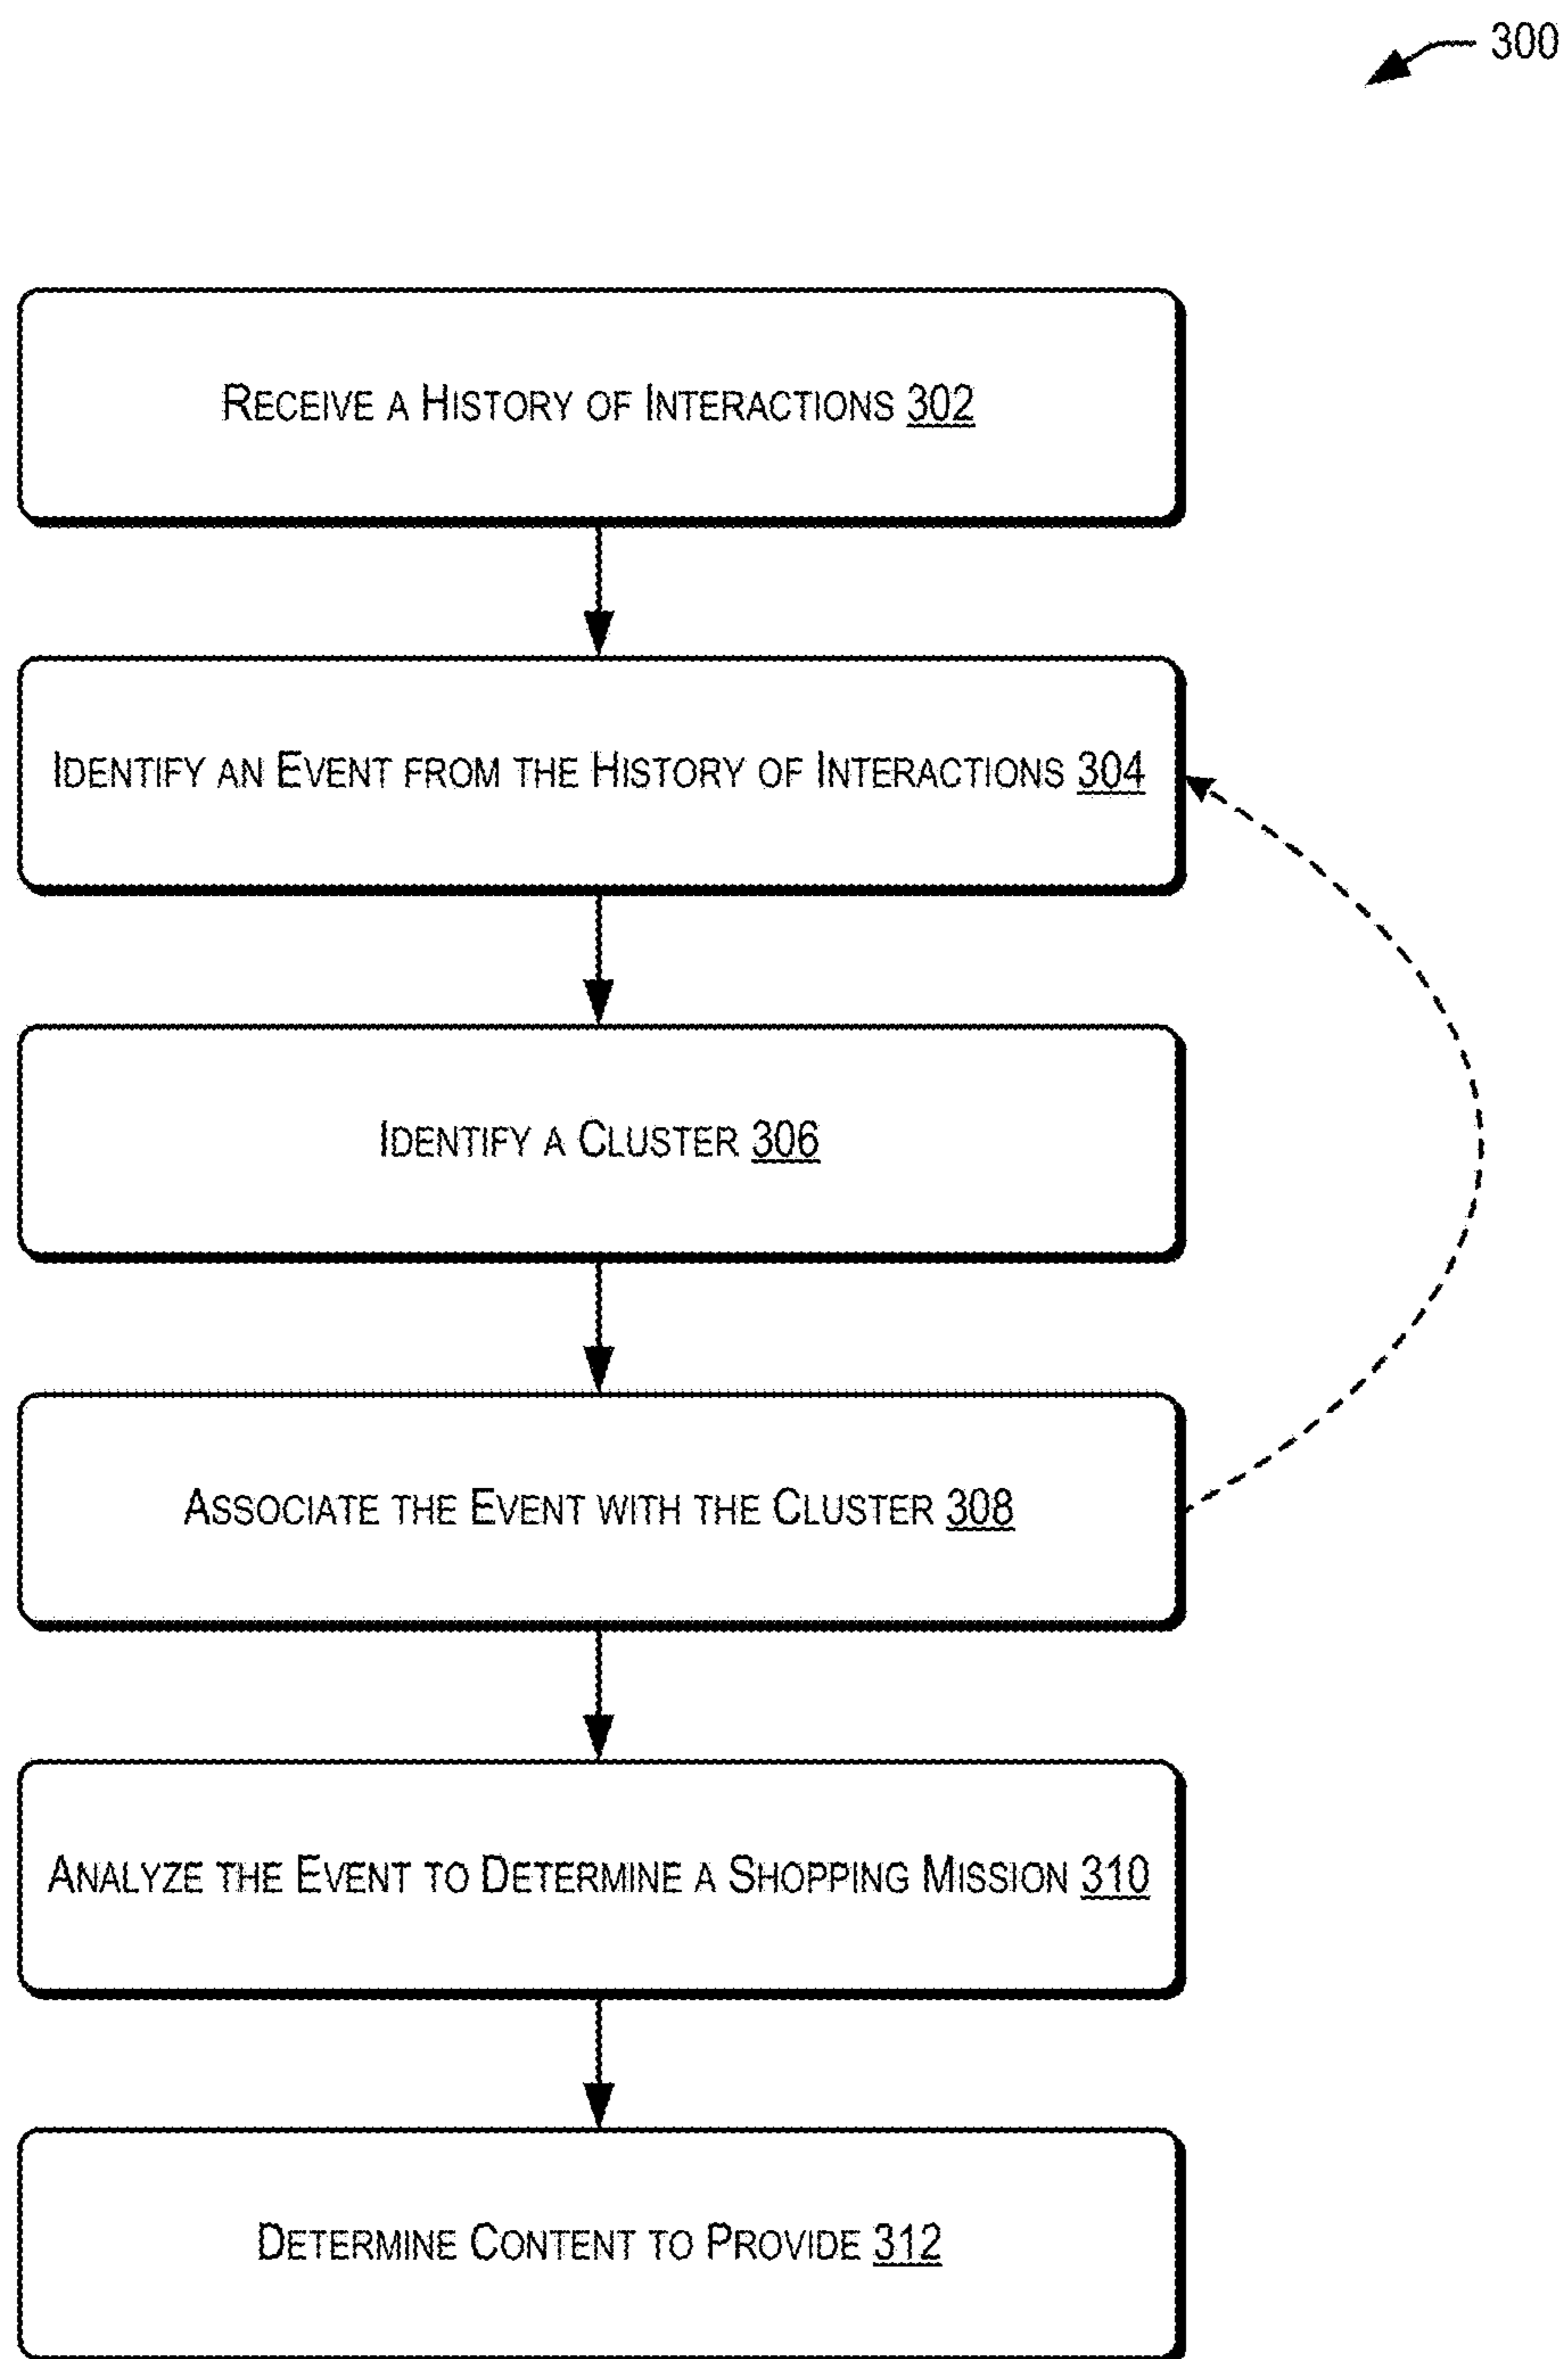 300
RECEIVE A HISTORY OF INTERACTIONS 302
IDENTIFY AN EVENT FROM THE HISTORY OF INTERACTIONS 304
IDENTIFY A CLUSTER 306
ASSOCIATE THE EVENT WITH THE CLUSTER 308
ANALYZE THE EVENT TO DETERMINE A SHOPPING MISSION 310
DETERMINE CONTENT TO PROVIDE 312